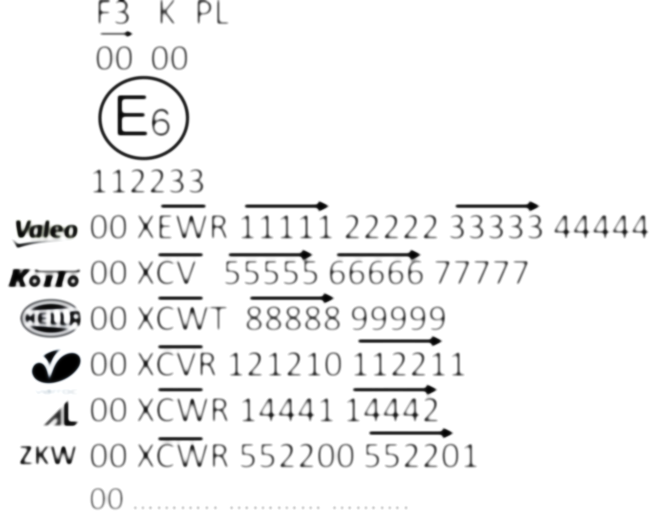 F3 K PL
00 00
E6
112233
Valeo 00 XEWR 11111 22222 33333 44444
KOITO 00 XCV 55555 66666 77777
HELLA 00 XCWT 88888 99999
00 XCVR 121210 112211
AL 00 XCWR 14441 14442
ZKW 00 XCWR 552200 552201
00 ........... ............ ..........